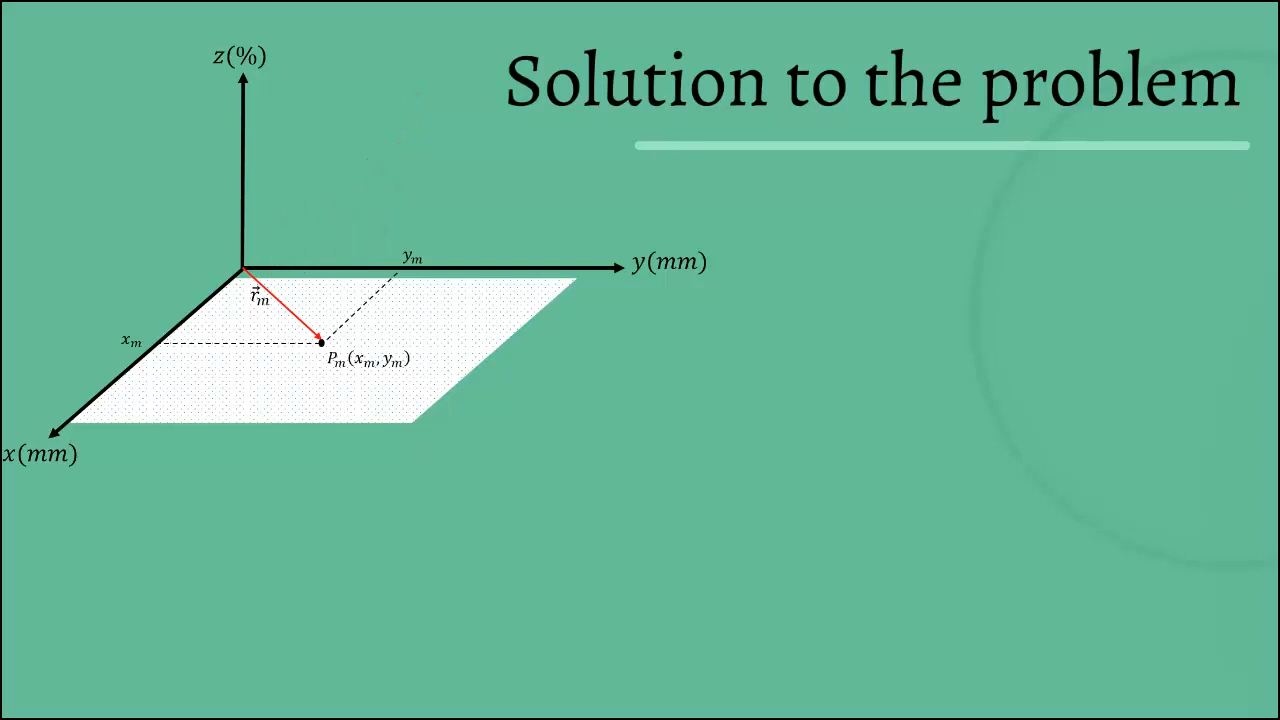 Solution to the problem
z(%)
y_m
y(mm)
r⃗_m
x_m
P_m(x_m, y_m)
x(mm)